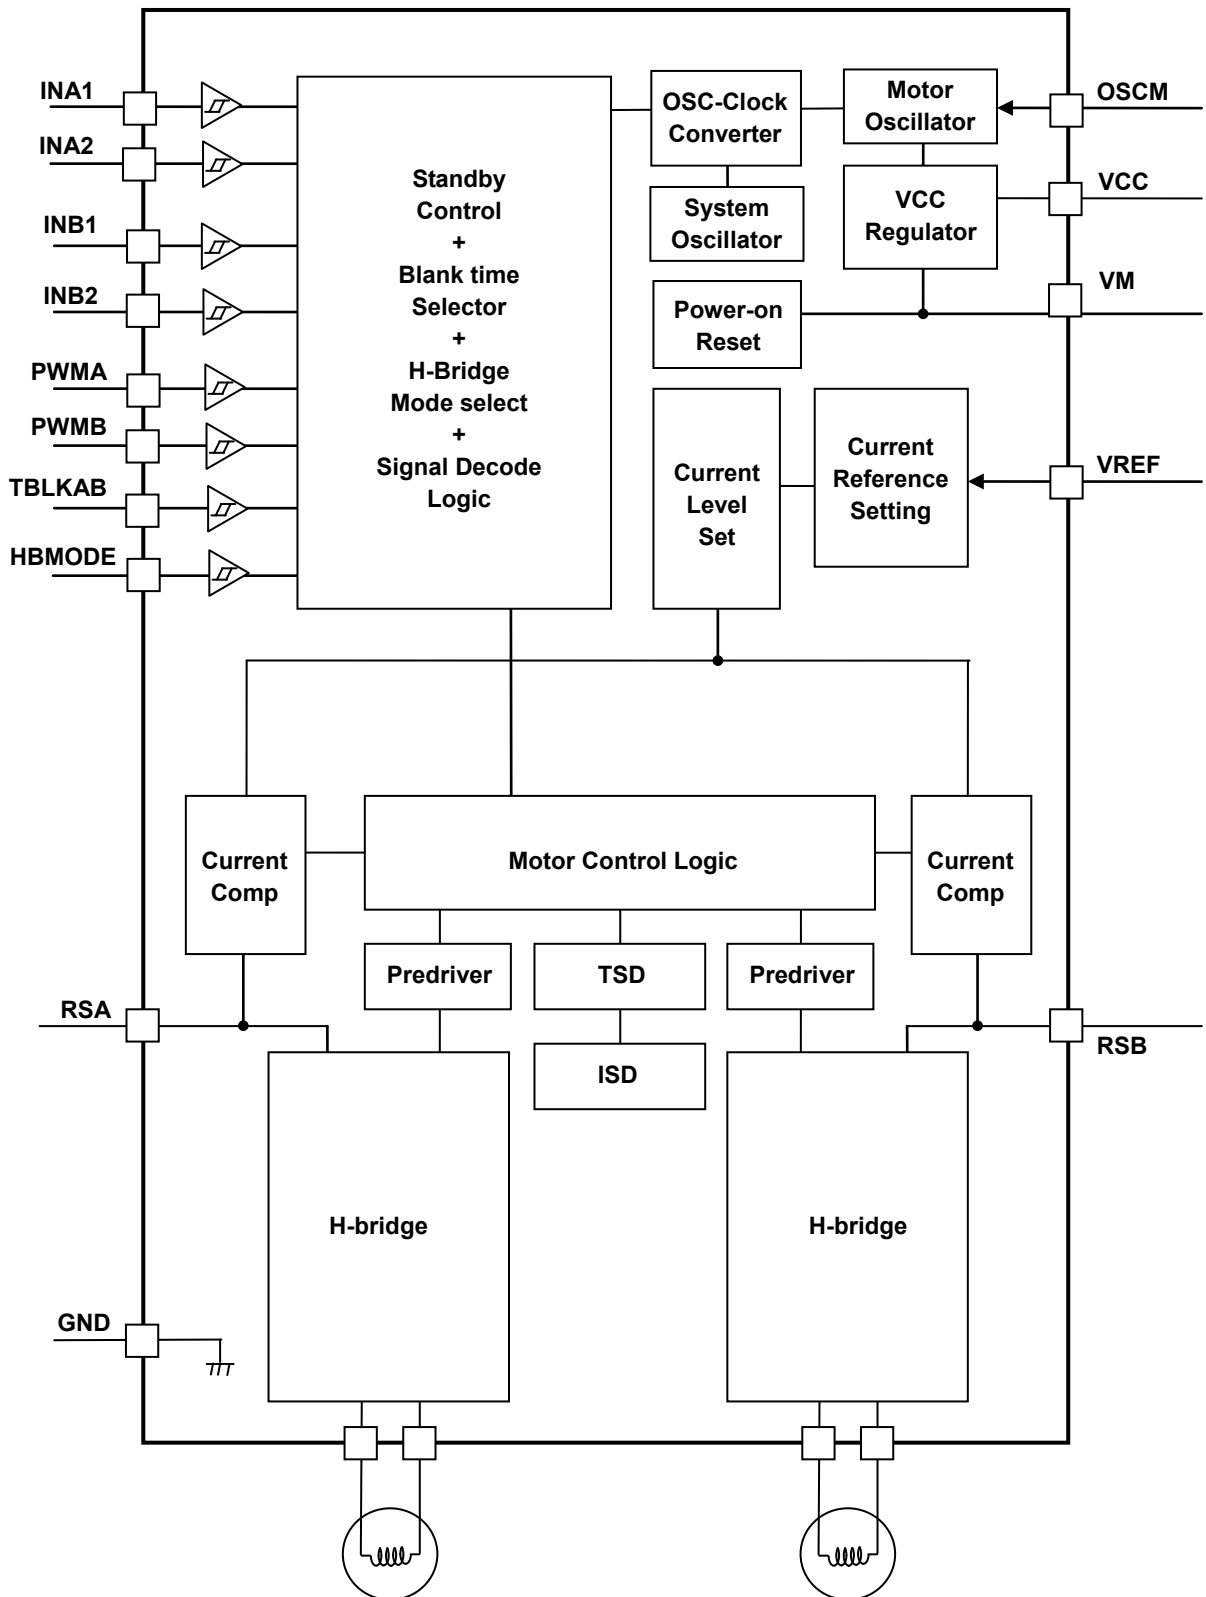 INA1
INA2
INB1
INB2
PWMA
PWMB
TBLKAB
HBMODE
Standby
Control
+
Blank time
Selector
+
H-Bridge
Mode select
+
Signal Decode
Logic
OSC-Clock
Converter
Motor
Oscillator
OSCM
System
Oscillator
VCC
Regulator
VCC
VM
Power-on
Reset
Current
Level
Set
Current
Reference
Setting
VREF
Current
Comp
Motor Control Logic
Current
Comp
Predriver
TSD
Predriver
RSA
RSB
ISD
H-bridge
H-bridge
GND